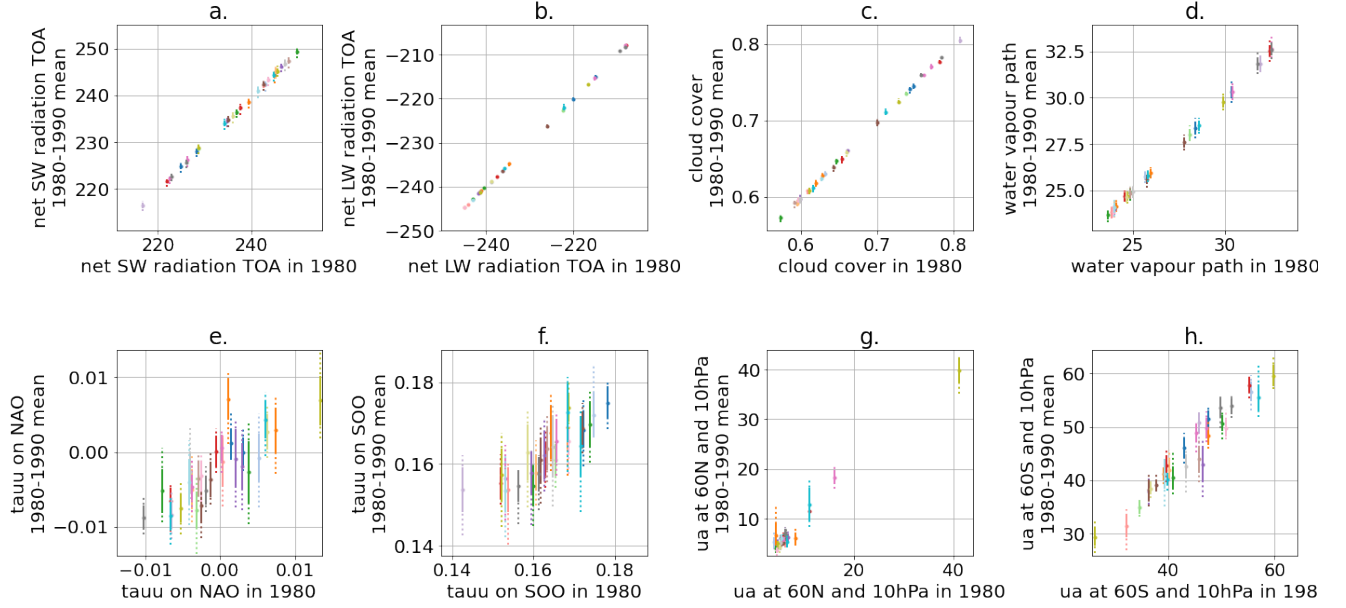 a.
net SW radiation TOA
1980-1990 mean
250
240
230
220
220
240
net SW radiation TOA in 1980
b.
net LW radiation TOA
1980-1990 mean
−210
−220
−230
−240
−250
−240
−220
net LW radiation TOA in 1980
c.
cloud cover
1980-1990 mean
0.8
0.7
0.6
0.6
0.7
0.8
cloud cover in 1980
d.
water vapour path
1980-1990 mean
32.5
30.0
27.5
25.0
25
30
water vapour path in 1980
e.
tauu on NAO
1980-1990 mean
0.01
0.00
−0.01
−0.01
0.00
0.01
tauu on NAO in 1980
f.
tauu on SOO
1980-1990 mean
0.18
0.16
0.14
0.14
0.16
0.18
tauu on SOO in 1980
g.
ua at 60N and 10hPa
1980-1990 mean
40
30
20
10
20
40
ua at 60N and 10hPa in 1980
h.
ua at 60S and 10hPa
1980-1990 mean
60
50
40
30
40
60
ua at 60S and 10hPa in 198